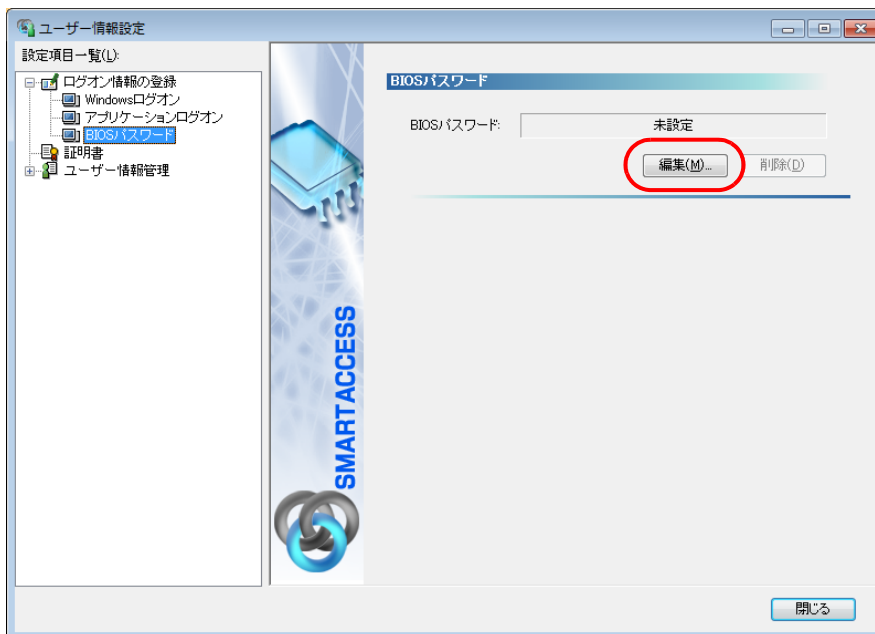 ユーザー情報設定
設定項目一覧(L):
ログオン情報の登録
Windowsログオン
アプリケーションログオン
BIOSパスワード
証明書
ユーザー情報管理
SMARTACCESS
BIOSパスワード
BIOSパスワード:
未設定
編集(M)...
削除(D)
閉じる